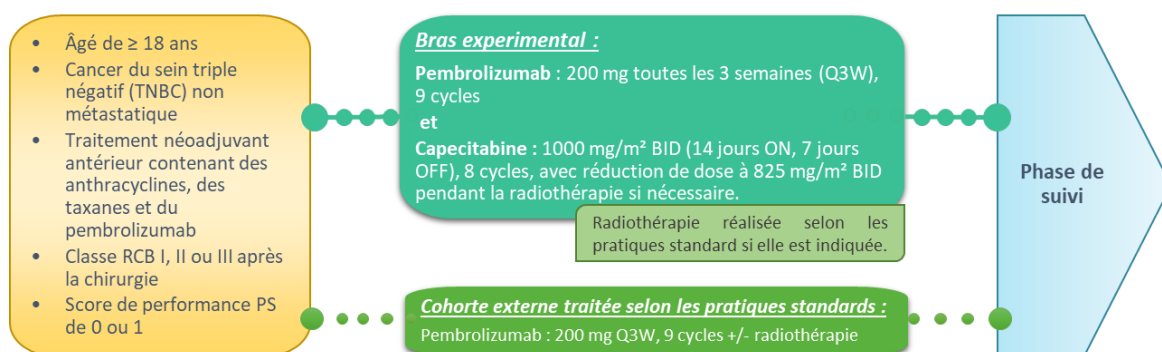 • Âgé de ≥ 18 ans
• Cancer du sein triple
négatif (TNBC) non
métastatique
• Traitement néoadjuvant
antérieur contenant des
anthracyclines, des
taxanes et du
pembrolizumab
• Classe RCB I, II ou III après
la chirurgie
• Score de performance PS
de 0 ou 1
Bras experimental :
Pembrolizumab : 200 mg toutes les 3 semaines (Q3W),
9 cycles
et
Capecitabine : 1000 mg/m² BID (14 jours ON, 7 jours
OFF), 8 cycles, avec réduction de dose à 825 mg/m² BID
pendant la radiothérapie si nécessaire.
Radiothérapie réalisée selon les
pratiques standard si elle est indiquée.
Cohorte externe traitée selon les pratiques standards :
Pembrolizumab : 200 mg Q3W, 9 cycles +/- radiothérapie
Phase de
suivi